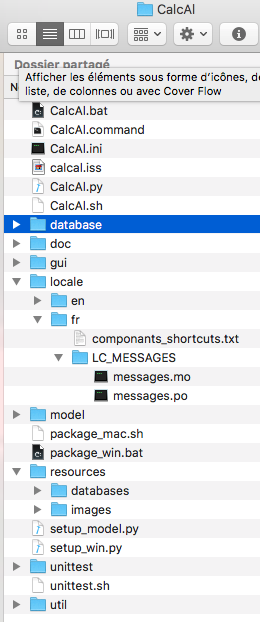 CalcAl
Dossier partagé
Afficher les éléments sous forme d'icônes, de
liste, de colonnes ou avec Cover Flow
CalcAl.bat
CalcAl.command
CalcAl.ini
calcal.iss
CalcAl.py
CalcAl.sh
database
doc
gui
locale
en
fr
componants_shortcuts.txt
LC_MESSAGES
messages.mo
messages.po
model
package_mac.sh
package_win.bat
resources
databases
images
setup_model.py
setup_win.py
unittest
unittest.sh
util